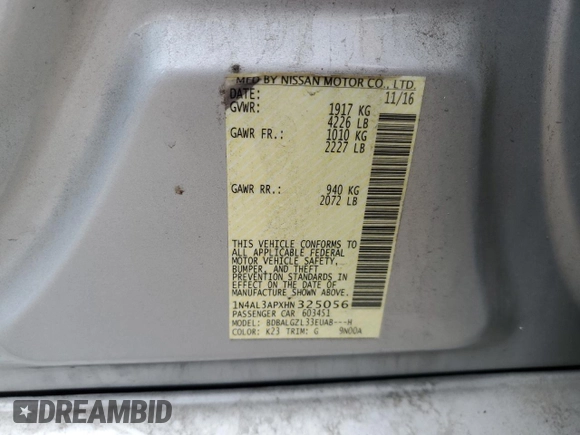 MFD BY NISSAN MOTOR CO., LTD.
DATE: 11/16
GVWR: 1917 KG
4226 LB
GAWR FR.: 1010 KG
2227 LB
GAWR RR.: 940 KG
2072 LB
THIS VEHICLE CONFORMS TO
ALL APPLICABLE FEDERAL
MOTOR VEHICLE SAFETY,
BUMPER, AND THEFT
PREVENTION STANDARDS IN
EFFECT ON THE DATE OF
MANUFACTURE SHOWN ABOVE.
1N4AL3APXHN325056
PASSENGER CAR 603451
MODEL: BDBALGZL33EUAB---H
COLOR: K23 TRIM: G 9N00A
DREAMBID